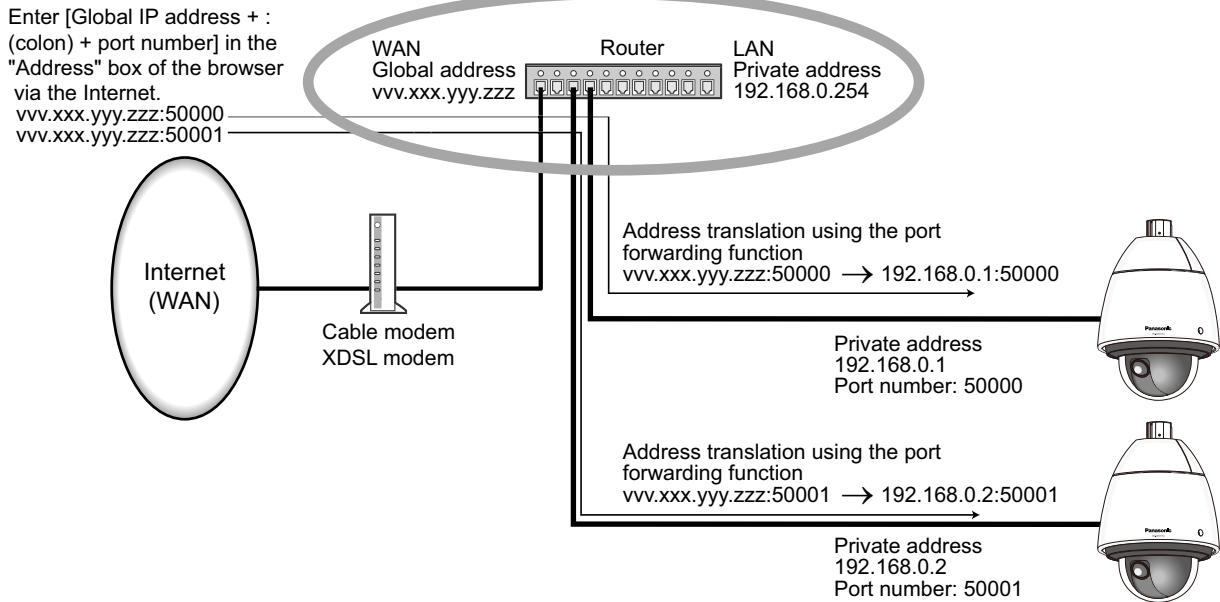 Enter [Global IP address + :
(colon) + port number] in the
"Address" box of the browser
via the Internet.
vvv.xxx.yyy.zzz:50000
vvv.xxx.yyy.zzz:50001
WAN
Global address
vvv.xxx.yyy.zzz
Router
LAN
Private address
192.168.0.254
Internet
(WAN)
Cable modem
XDSL modem
Address translation using the port
forwarding function
vvv.xxx.yyy.zzz:50000 → 192.168.0.1:50000
Panasonic
Private address
192.168.0.1
Port number: 50000
Address translation using the port
forwarding function
vvv.xxx.yyy.zzz:50001 → 192.168.0.2:50001
Panasonic
Private address
192.168.0.2
Port number: 50001